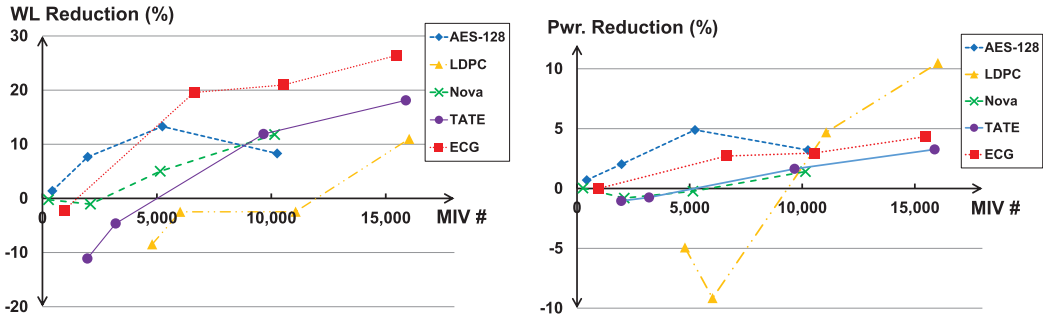 WL Reduction (%)
30
20
10
0
-10
-20
0
5,000
10,000
15,000
MIV #
AES-128
LDPC
Nova
TATE
ECG
Pwr. Reduction (%)
10
5
0
-5
-10
0
5,000
10,000
15,000
MIV #
AES-128
LDPC
Nova
TATE
ECG